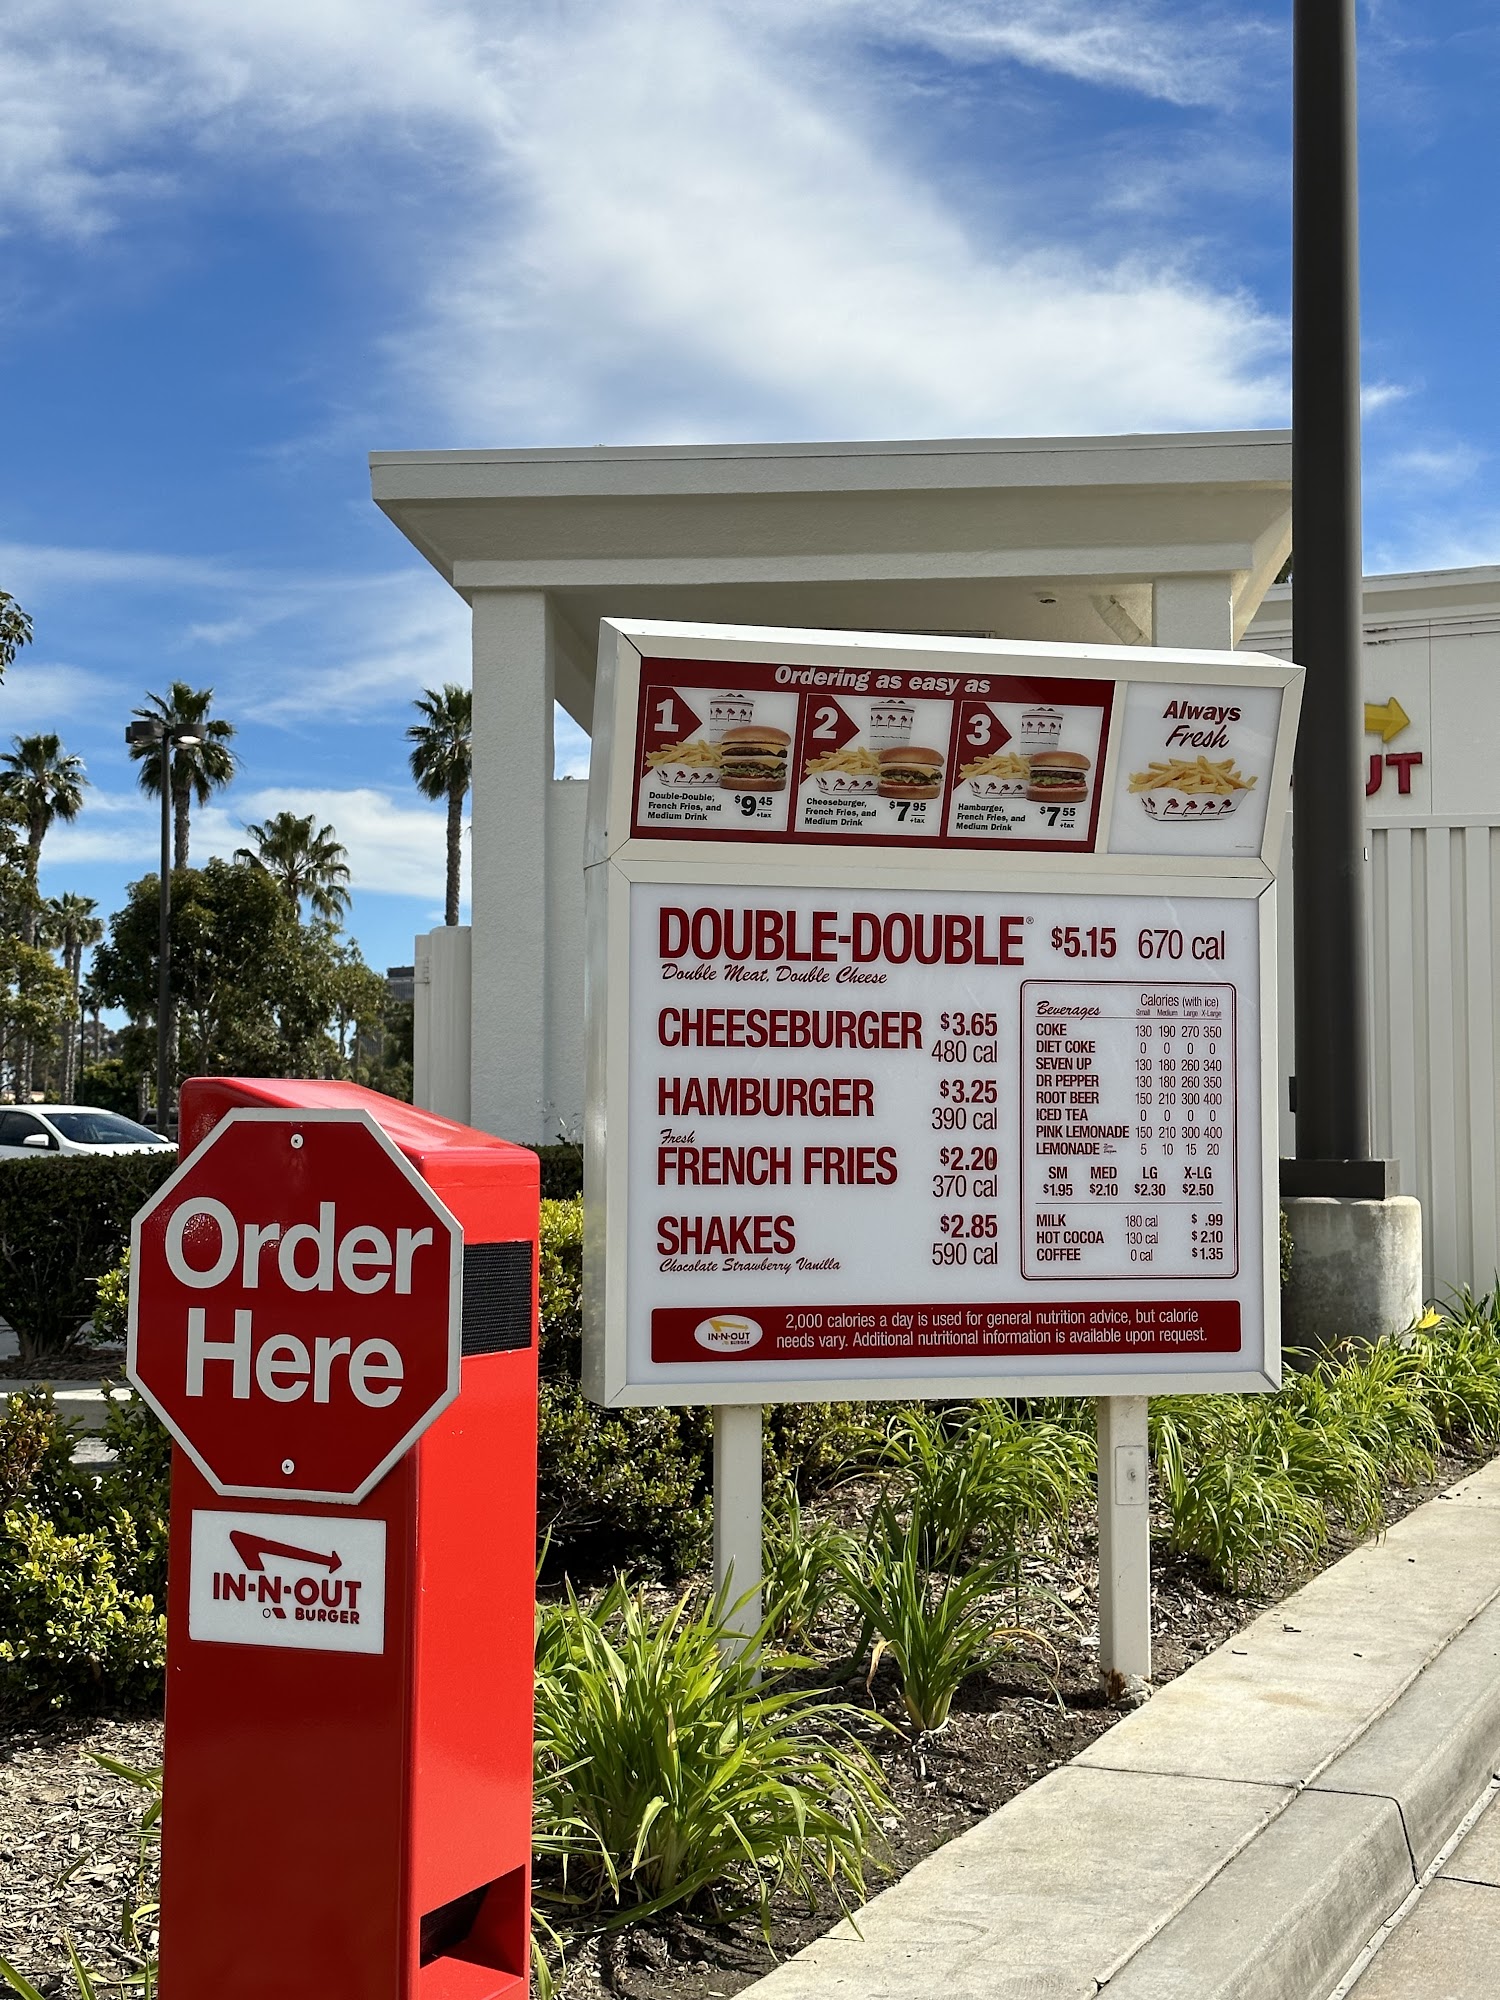 Ordering as easy as
1
Double-Double,
French Fries, and
Medium Drink
$9 45
+tax
2
Cheeseburger,
French Fries, and
Medium Drink
$7 95
+tax
3
Hamburger,
French Fries, and
Medium Drink
$7 55
+tax
Always
Fresh
UT
DOUBLE-DOUBLE® $5.15 670 cal
Double Meat, Double Cheese
CHEESEBURGER $3.65
480 cal
HAMBURGER $3.25
390 cal
Fresh
FRENCH FRIES $2.20
370 cal
SHAKES $2.85
590 cal
Chocolate Strawberry Vanilla
Beverages Calories (with ice)
Small Medium Large X-Large
COKE 130 190 270 350
DIET COKE 0 0 0 0
SEVEN UP 130 180 260 340
DR PEPPER 130 180 260 350
ROOT BEER 150 210 300 400
ICED TEA 0 0 0 0
PINK LEMONADE 150 210 300 400
LEMONADE 5 10 15 20
SM MED LG X-LG
$1.95 $2.10 $2.30 $2.50
MILK 180 cal $ .99
HOT COCOA 130 cal $ 2.10
COFFEE 0 cal $ 1.35
IN-N-OUT
BURGER
2,000 calories a day is used for general nutrition advice, but calorie
needs vary. Additional nutritional information is available upon request.
Order
Here
IN-N-OUT
BURGER